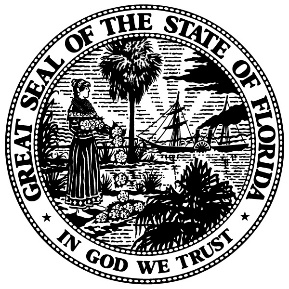 GREAT SEAL OF THE STATE OF FLORIDA
IN GOD WE TRUST